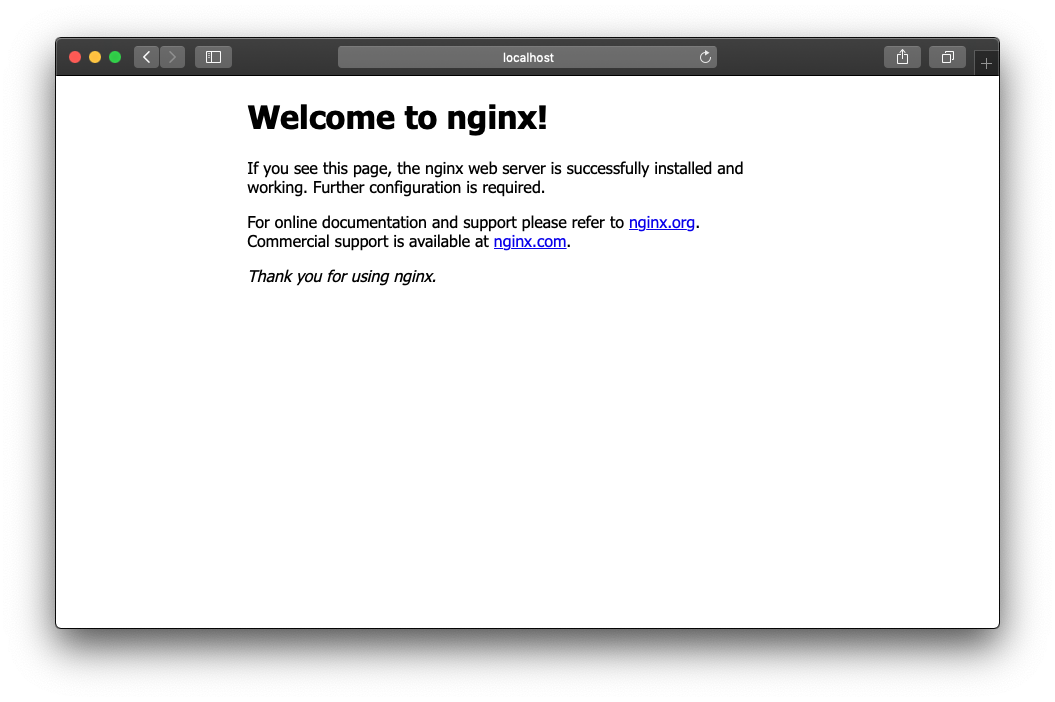 localhost
Welcome to nginx!
If you see this page, the nginx web server is successfully installed and
working. Further configuration is required.
For online documentation and support please refer to nginx.org.
Commercial support is available at nginx.com.
Thank you for using nginx.